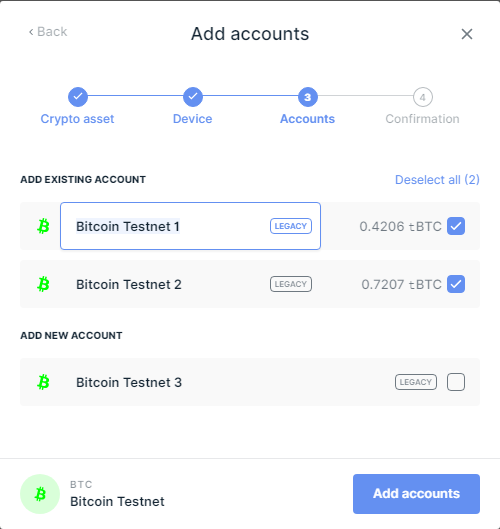 ‹ Back
Add accounts
3
4
Crypto asset
Device
Accounts
Confirmation
ADD EXISTING ACCOUNT
Deselect all (2)
Bitcoin Testnet 1
LEGACY
0.4206 tBTC
Bitcoin Testnet 2
LEGACY
0.7207 tBTC
ADD NEW ACCOUNT
Bitcoin Testnet 3
LEGACY
BTC
Bitcoin Testnet
Add accounts